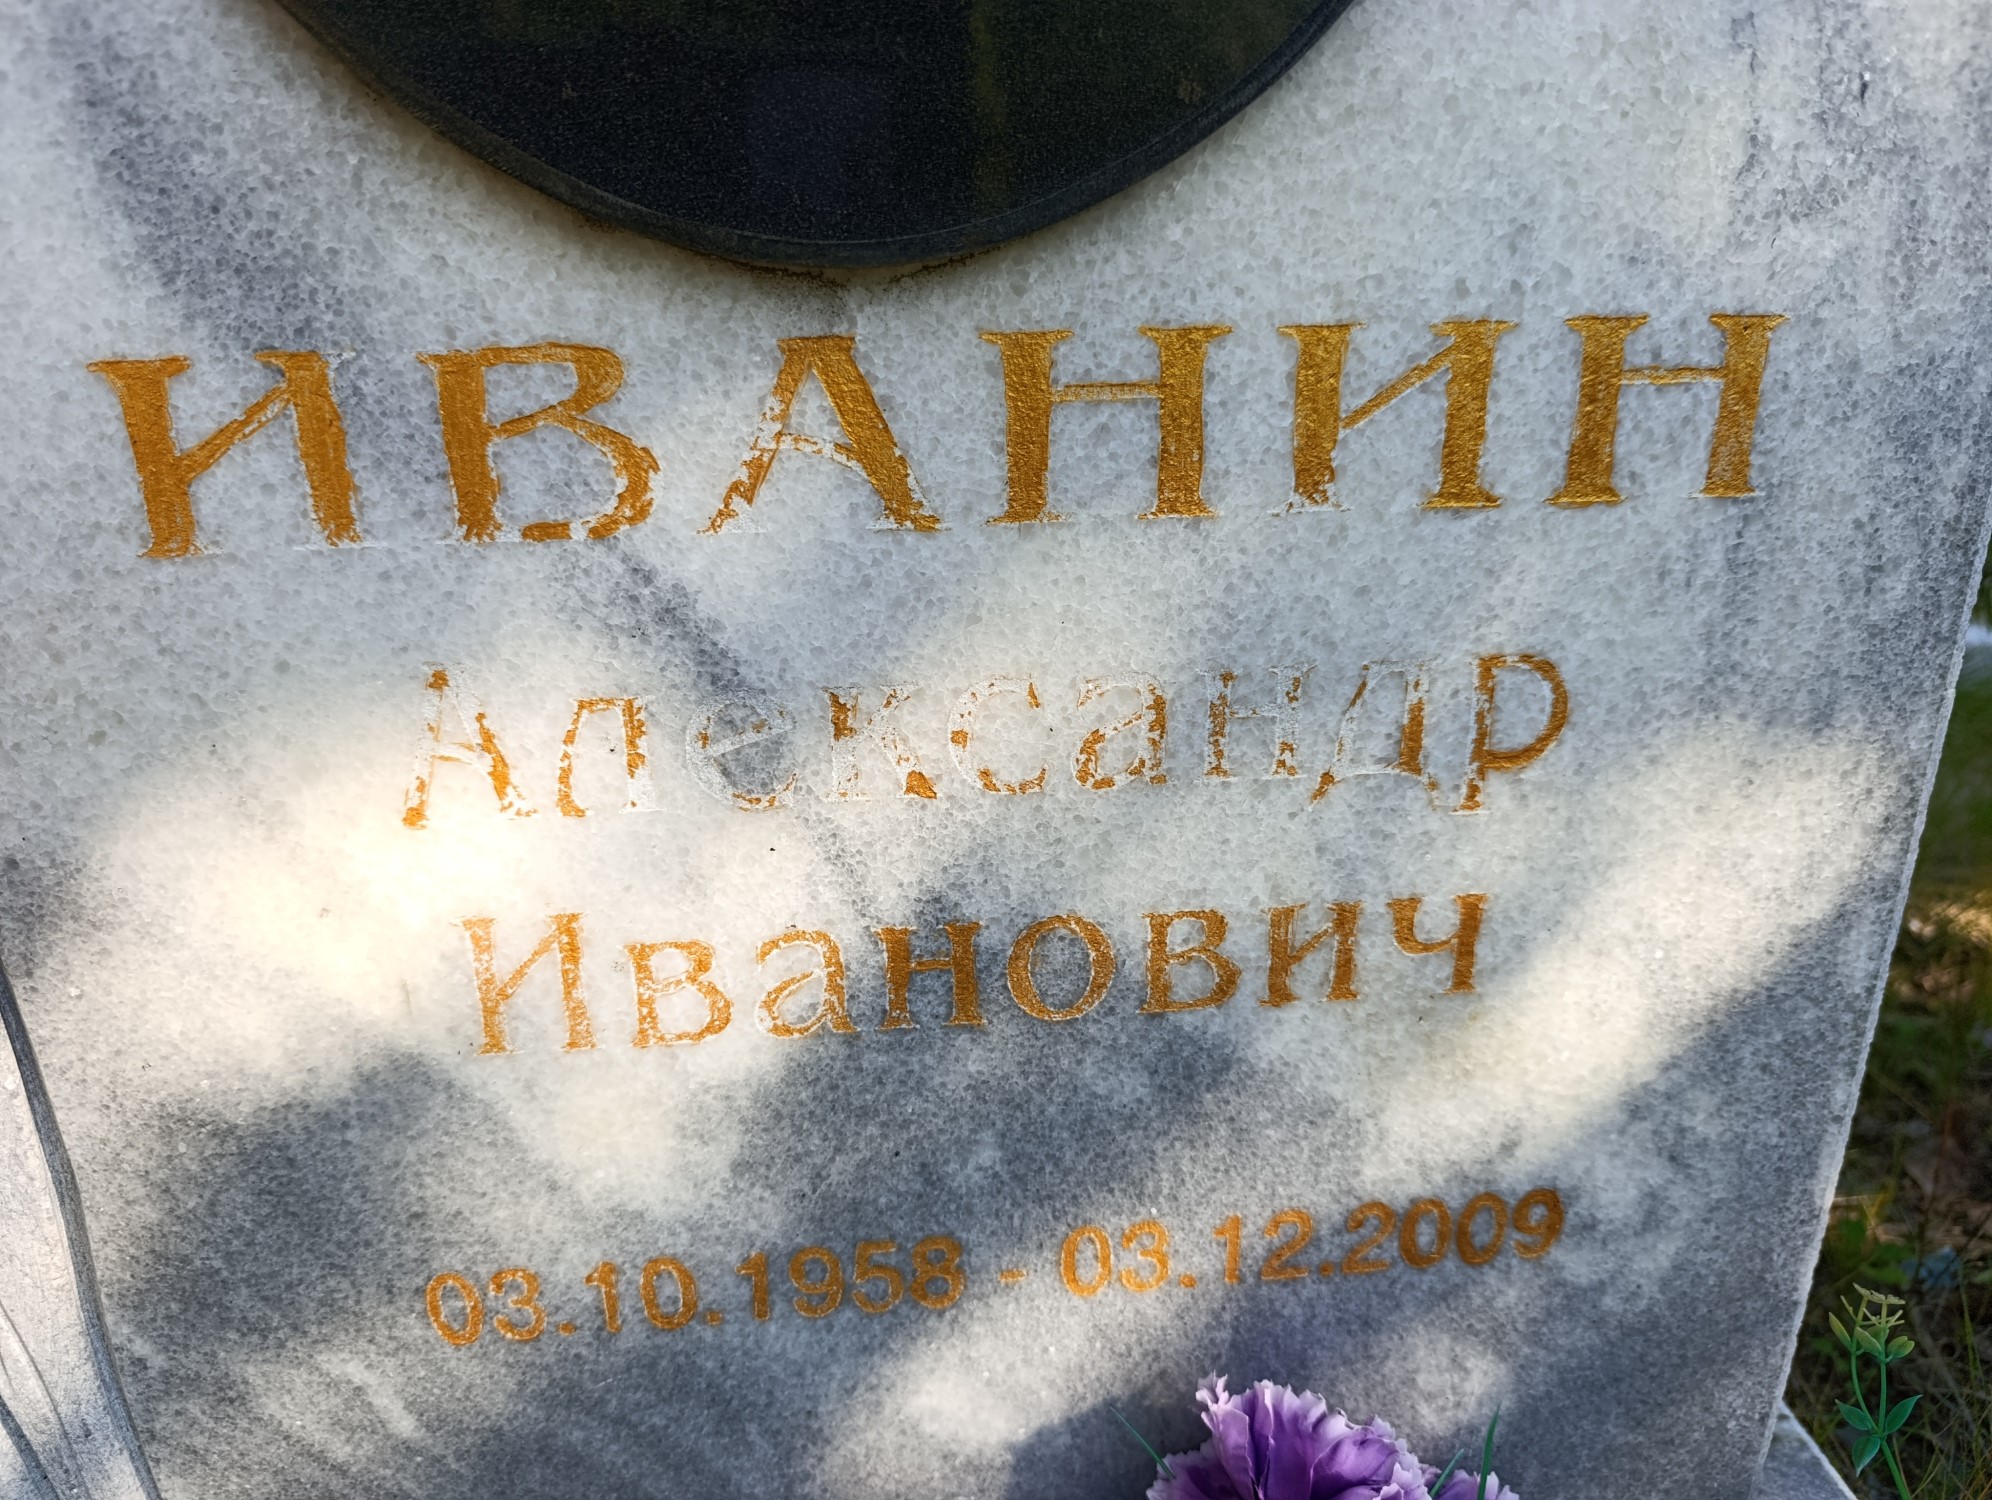 ИВАНИН
Александр
Иванович
03.10.1958 - 03.12.2009